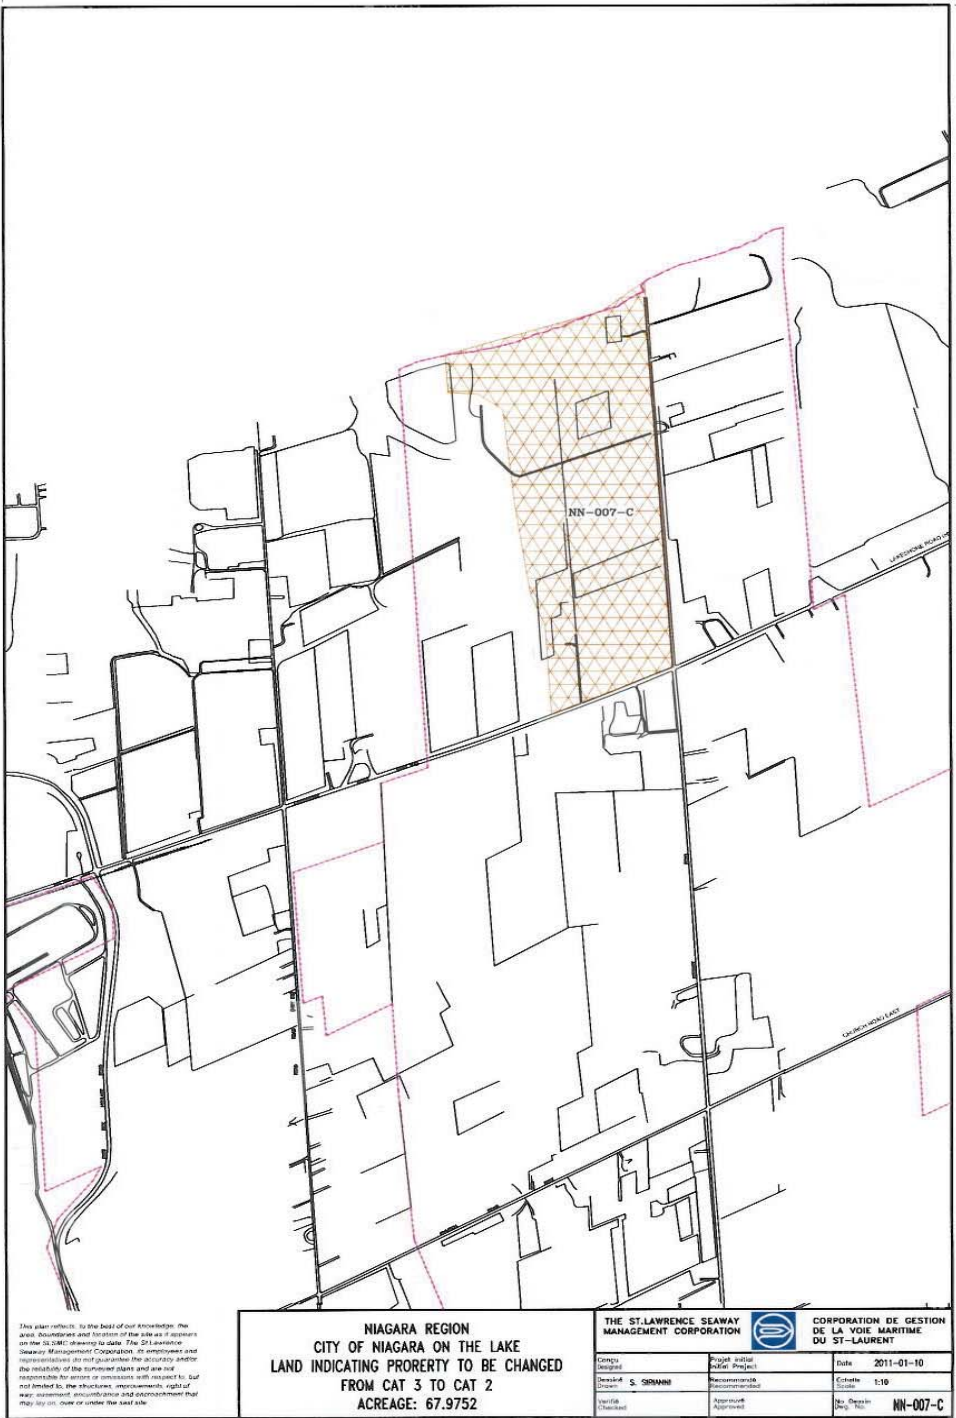 NN-007-C
LAKESHORE ROAD
CHURCH ROAD EAST
This plan reflects, to the best of our knowledge, the
area, boundaries and location of the site as it appears
on the SLSMC drawing to date. The St.Lawrence
Seaway Management Corporation, its employees and
representatives do not guarantee the accuracy and/or
the reliability of the surveyed plans and are not
responsible for errors or omissions with respect to, but
not limited to, the structures, improvements, right of
way, easement, encumbrance and encroachment that
may lay on, over or under the said site.
NIAGARA REGION
CITY OF NIAGARA ON THE LAKE
LAND INDICATING PRORERTY TO BE CHANGED
FROM CAT 3 TO CAT 2
ACREAGE: 67.9752
THE ST.LAWRENCE SEAWAY
MANAGEMENT CORPORATION
CORPORATION DE GESTION
DE LA VOIE MARITIME
DU ST-LAURENT
Conçu
Designed
Projet initial
Initial Project
Date 2011-01-10
Dessiné
Drawn S. SIRIANNI
Recommandé
Recommended
Echelle
Scale 1:10
Vérifié
Checked
Approuvé
Approved
No. Dessin
Dwg. No. NN-007-C